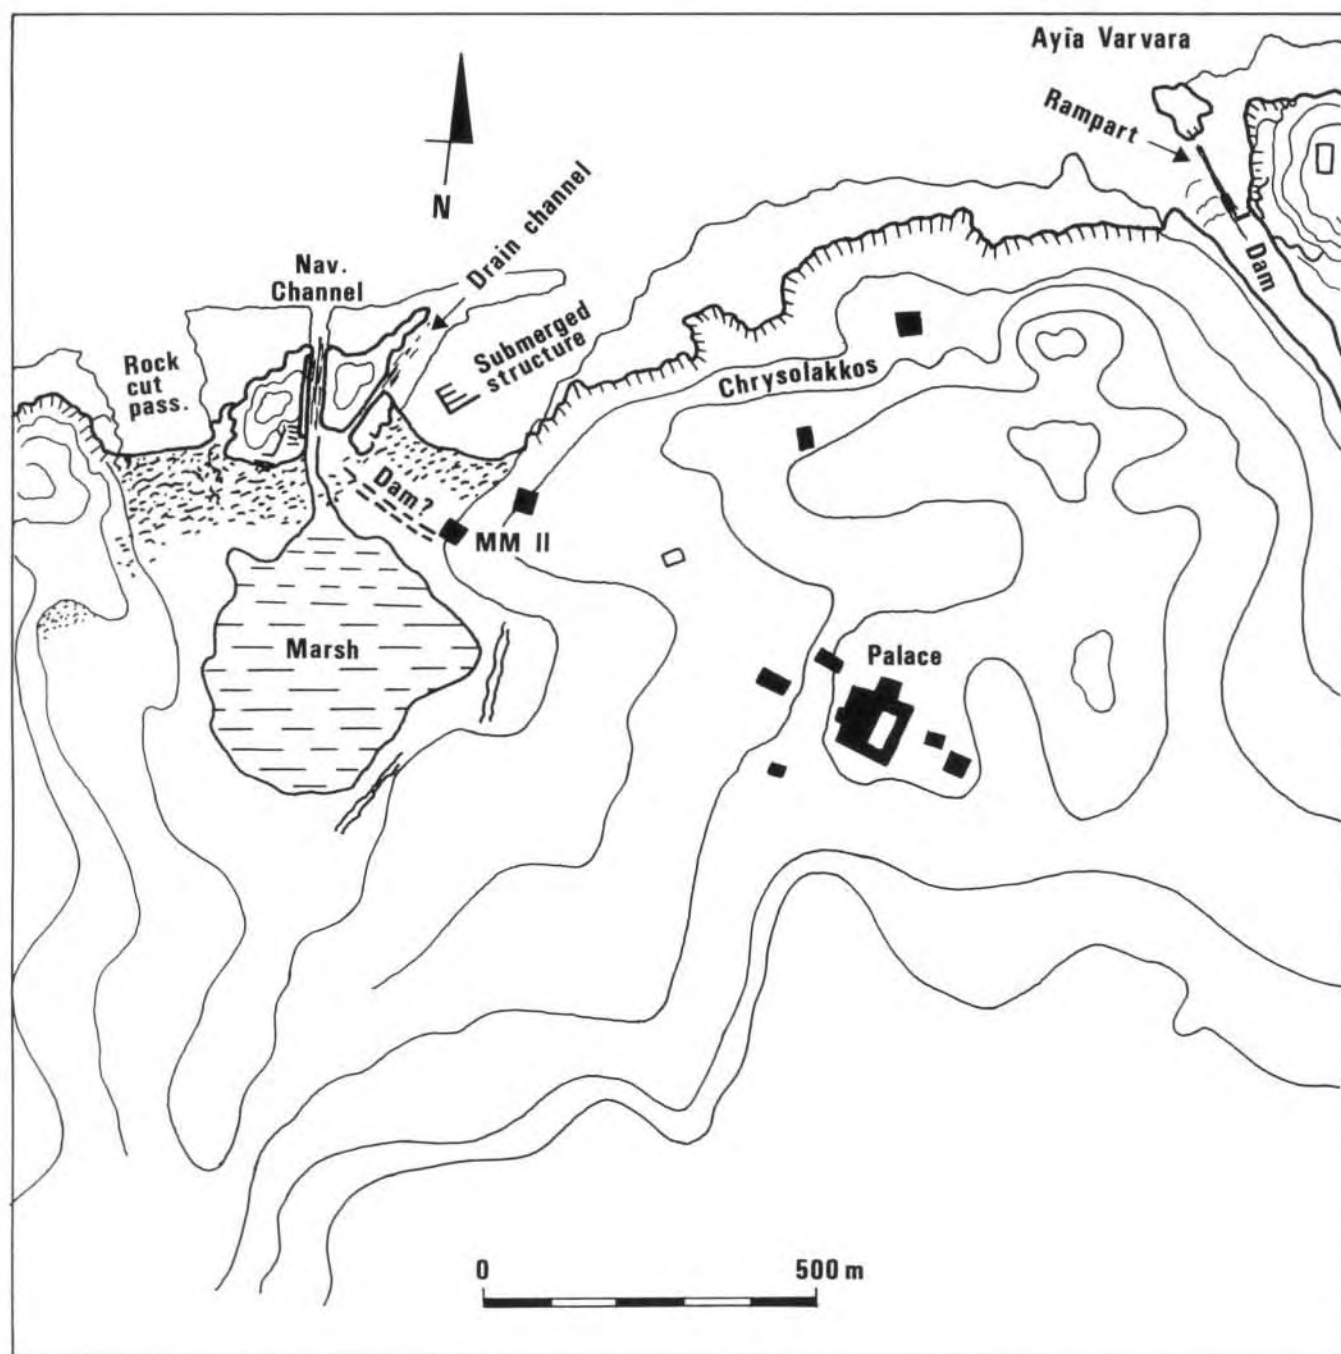 Ayia Varvara
Rampart
Dam
N
Drain channel
Nav.
Channel
Submerged
structure
Rock
cut
pass.
Chrysolakkos
Dam?
MM II
Marsh
Palace
0
500 m